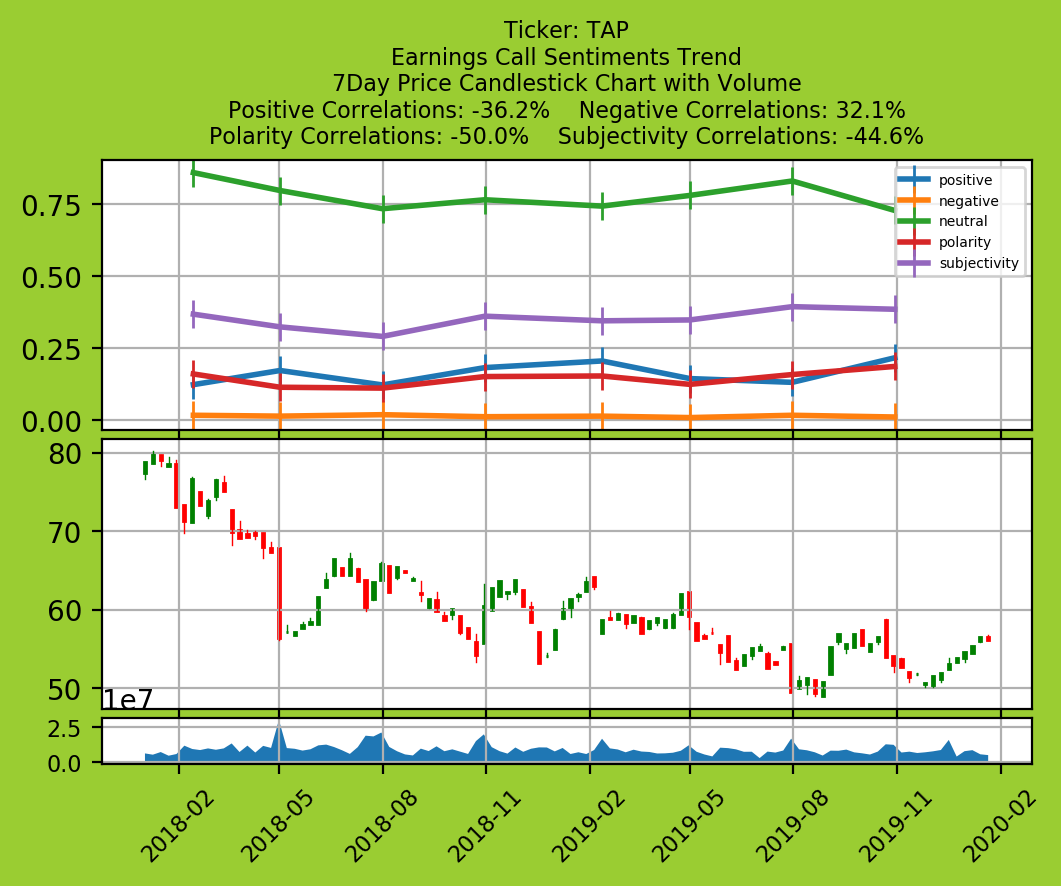 Ticker: TAP
Earnings Call Sentiments Trend
7Day Price Candlestick Chart with Volume
Positive Correlations: -36.2%    Negative Correlations: 32.1%
Polarity Correlations: -50.0%    Subjectivity Correlations: -44.6%
0.75
0.50
0.25
0.00
positive
negative
neutral
polarity
subjectivity
80
70
60
50
1e7
2.5
0.0
2018-02
2018-05
2018-08
2018-11
2019-02
2019-05
2019-08
2019-11
2020-02